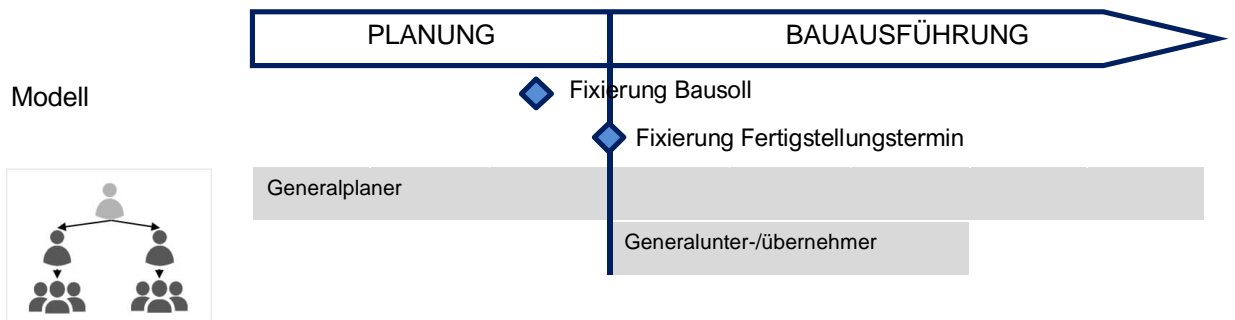 PLANUNG
BAUAUSFÜHRUNG
Modell
Fixierung Bausoll
Fixierung Fertigstellungstermin
Generalplaner
Generalunter-/übernehmer